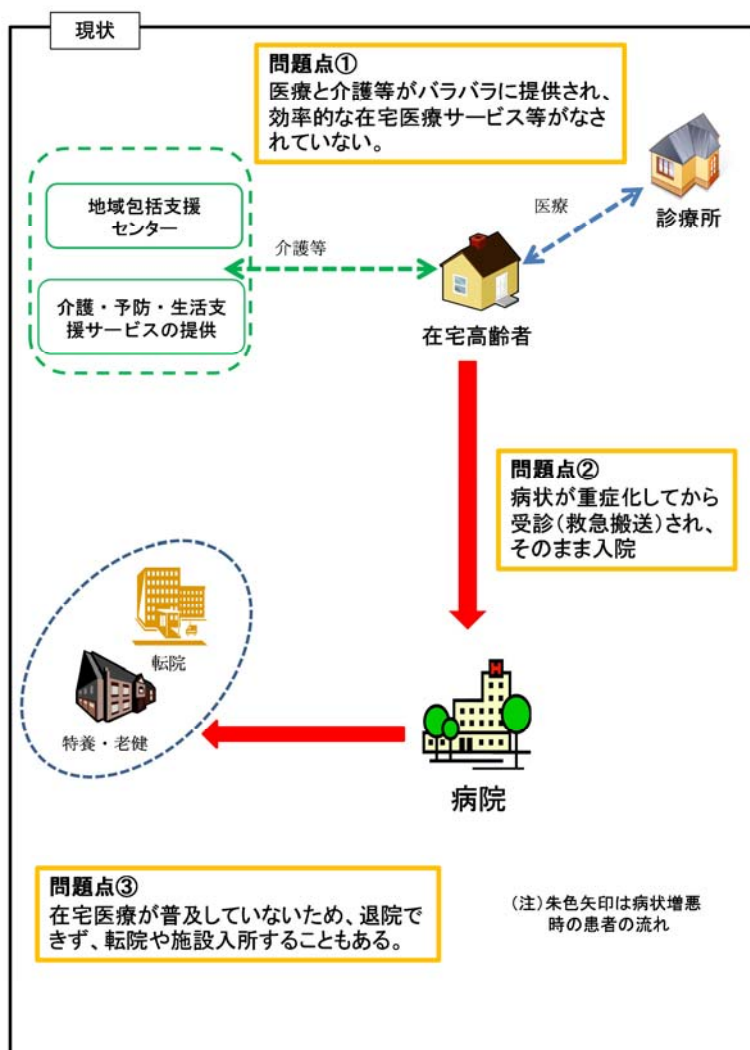 現状
問題点①
医療と介護等がバラバラに提供され、
効率的な在宅医療サービス等がなさ
れていない。
地域包括支援
センター
介護・予防・生活支
援サービスの提供
介護等
医療
診療所
在宅高齢者
問題点②
病状が重症化してから
受診（救急搬送）され、
そのまま入院
転院
特養・老健
H
病院
問題点③
在宅医療が普及していないため、退院で
きず、転院や施設入所することもある。
（注）朱色矢印は病状増悪
時の患者の流れ